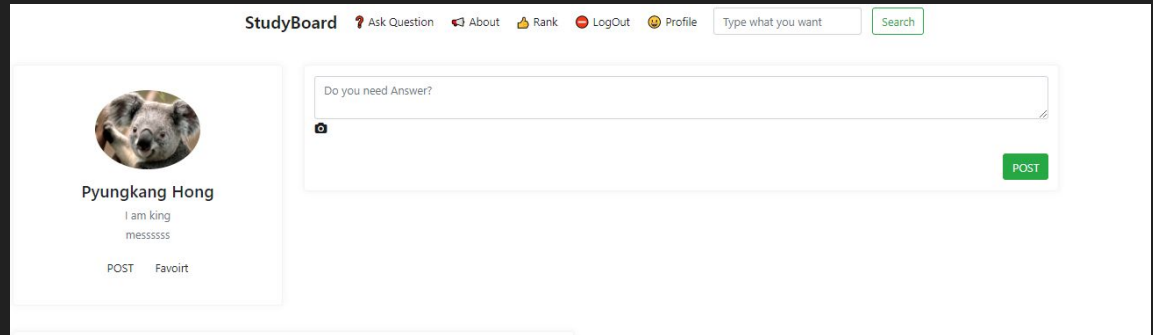 StudyBoard ❓ Ask Question 📢 About 👍 Rank ⛔ LogOut 😀 Profile Type what you want Search
Do you need Answer?
POST
Pyungkang Hong
I am king
messssss
POST Favoirt